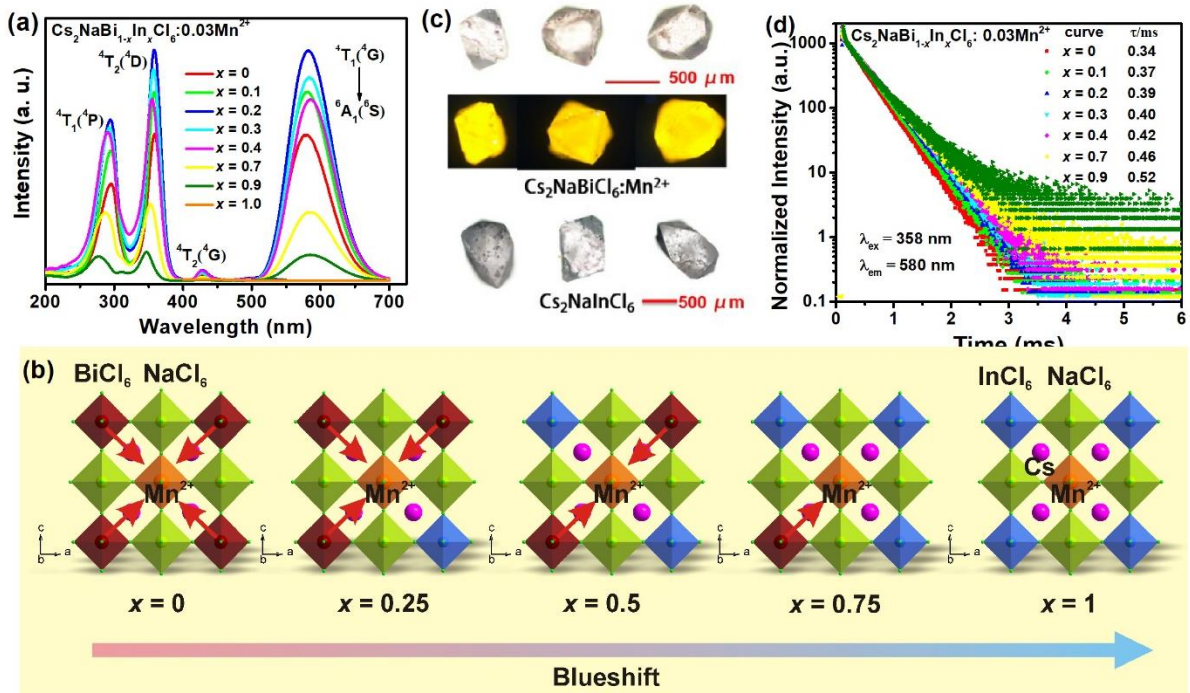 (a)
Cs₂NaBi₁₋ₓInₓCl₆:0.03Mn²⁺
⁴T₂(⁴D)
⁴T₁(⁴P)
⁴T₂(⁴G)
⁴T₁(⁴G)
⁶A₁(⁶S)
x = 0
x = 0.1
x = 0.2
x = 0.3
x = 0.4
x = 0.7
x = 0.9
x = 1.0
Intensity (a. u.)
200 300 400 500 600 700
Wavelength (nm)
(c)
500 μm
Cs₂NaBiCl₆:Mn²⁺
Cs₂NaInCl₆ 500 μm
(d)
Cs₂NaBi₁₋ₓInₓCl₆: 0.03Mn²⁺
curve τ/ms
x = 0 0.34
x = 0.1 0.37
x = 0.2 0.39
x = 0.3 0.40
x = 0.4 0.42
x = 0.7 0.46
x = 0.9 0.52
λex = 358 nm
λem = 580 nm
Normalized Intensity (a.u.)
1000
100
10
1
0.1
0 1 2 3 4 5 6
Time (ms)
(b)
BiCl₆ NaCl₆
InCl₆ NaCl₆
Cs
Mn²⁺ Mn²⁺ Mn²⁺ Mn²⁺ Mn²⁺
c b a c b a c b a c b a c b a
x = 0 x = 0.25 x = 0.5 x = 0.75 x = 1
Blueshift